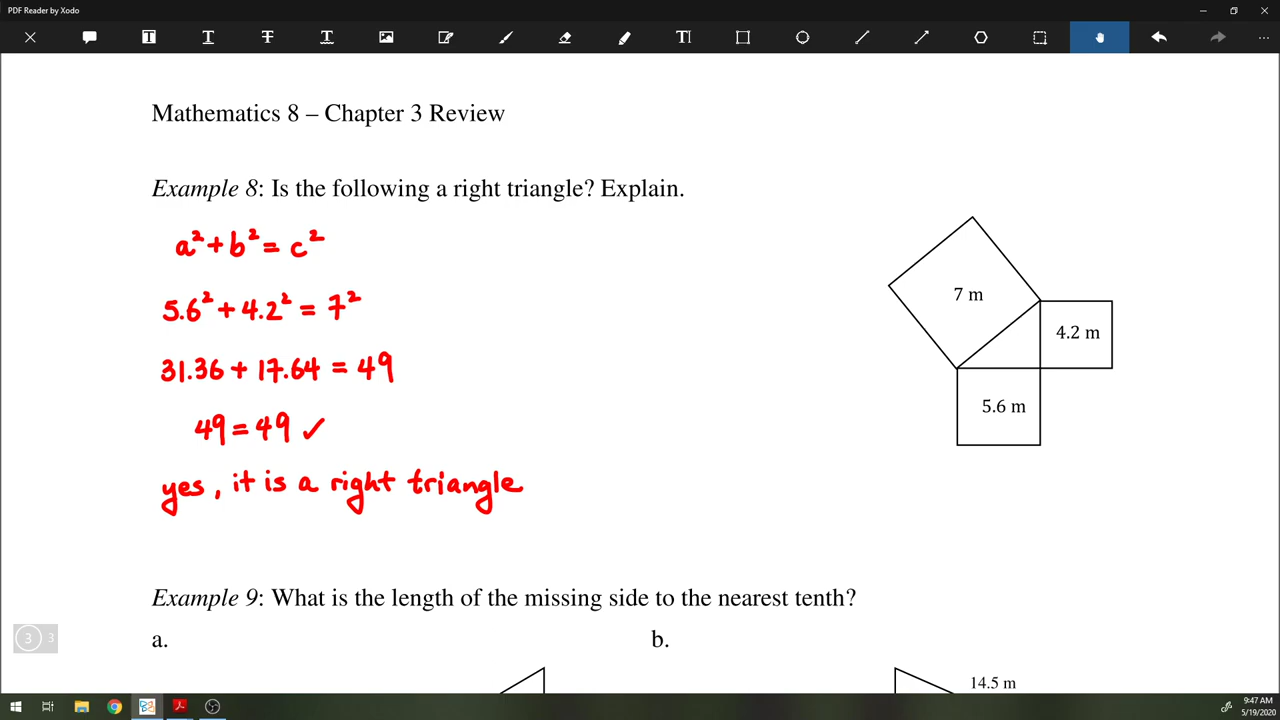 PDF Reader by Xodo
Mathematics 8 – Chapter 3 Review
Example 8: Is the following a right triangle? Explain.
a² + b² = c²
5.6² + 4.2² = 7²
31.36 + 17.64 = 49
49 = 49 ✓
yes, it is a right triangle
7 m
4.2 m
5.6 m
Example 9: What is the length of the missing side to the nearest tenth?
a.
b.
14.5 m
3 3
9:47 AM
5/19/2020